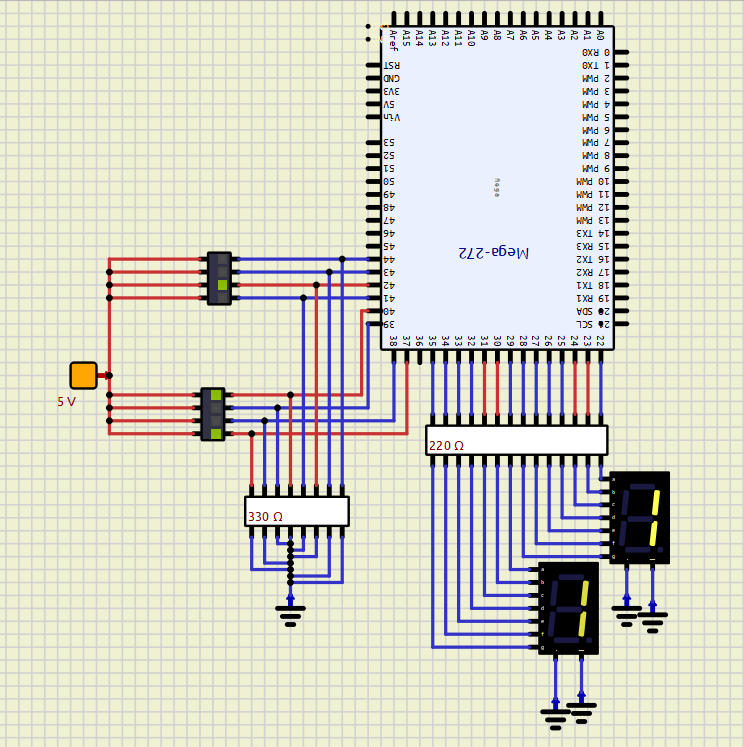 Aref A15 A14 A13 A12 A11 A10 A9 A8 A7 A6 A5 A4 A3 A2 A1 A0
RST
GND
3V3
5V
Vin
53
52
51
50
49
48
47
46
45
44
43
42
41
40
39
RX0 0
TX0 1
PWM 2
PWM 3
PWM 4
PWM 5
PWM 6
PWM 7
PWM 8
PWM 9
PWM 10
PWM 11
PWM 12
PWM 13
TX3 14
RX3 15
TX2 16
RX2 17
TX1 18
RX1 19
SDA 20
SCL 21
Mega
Mega-272
38 37 36 35 34 33 32 31 30 29 28 27 26 25 24 23 22
5 V
220 Ω
330 Ω
a
b
c
d
e
f
g
a
b
c
d
e
f
g